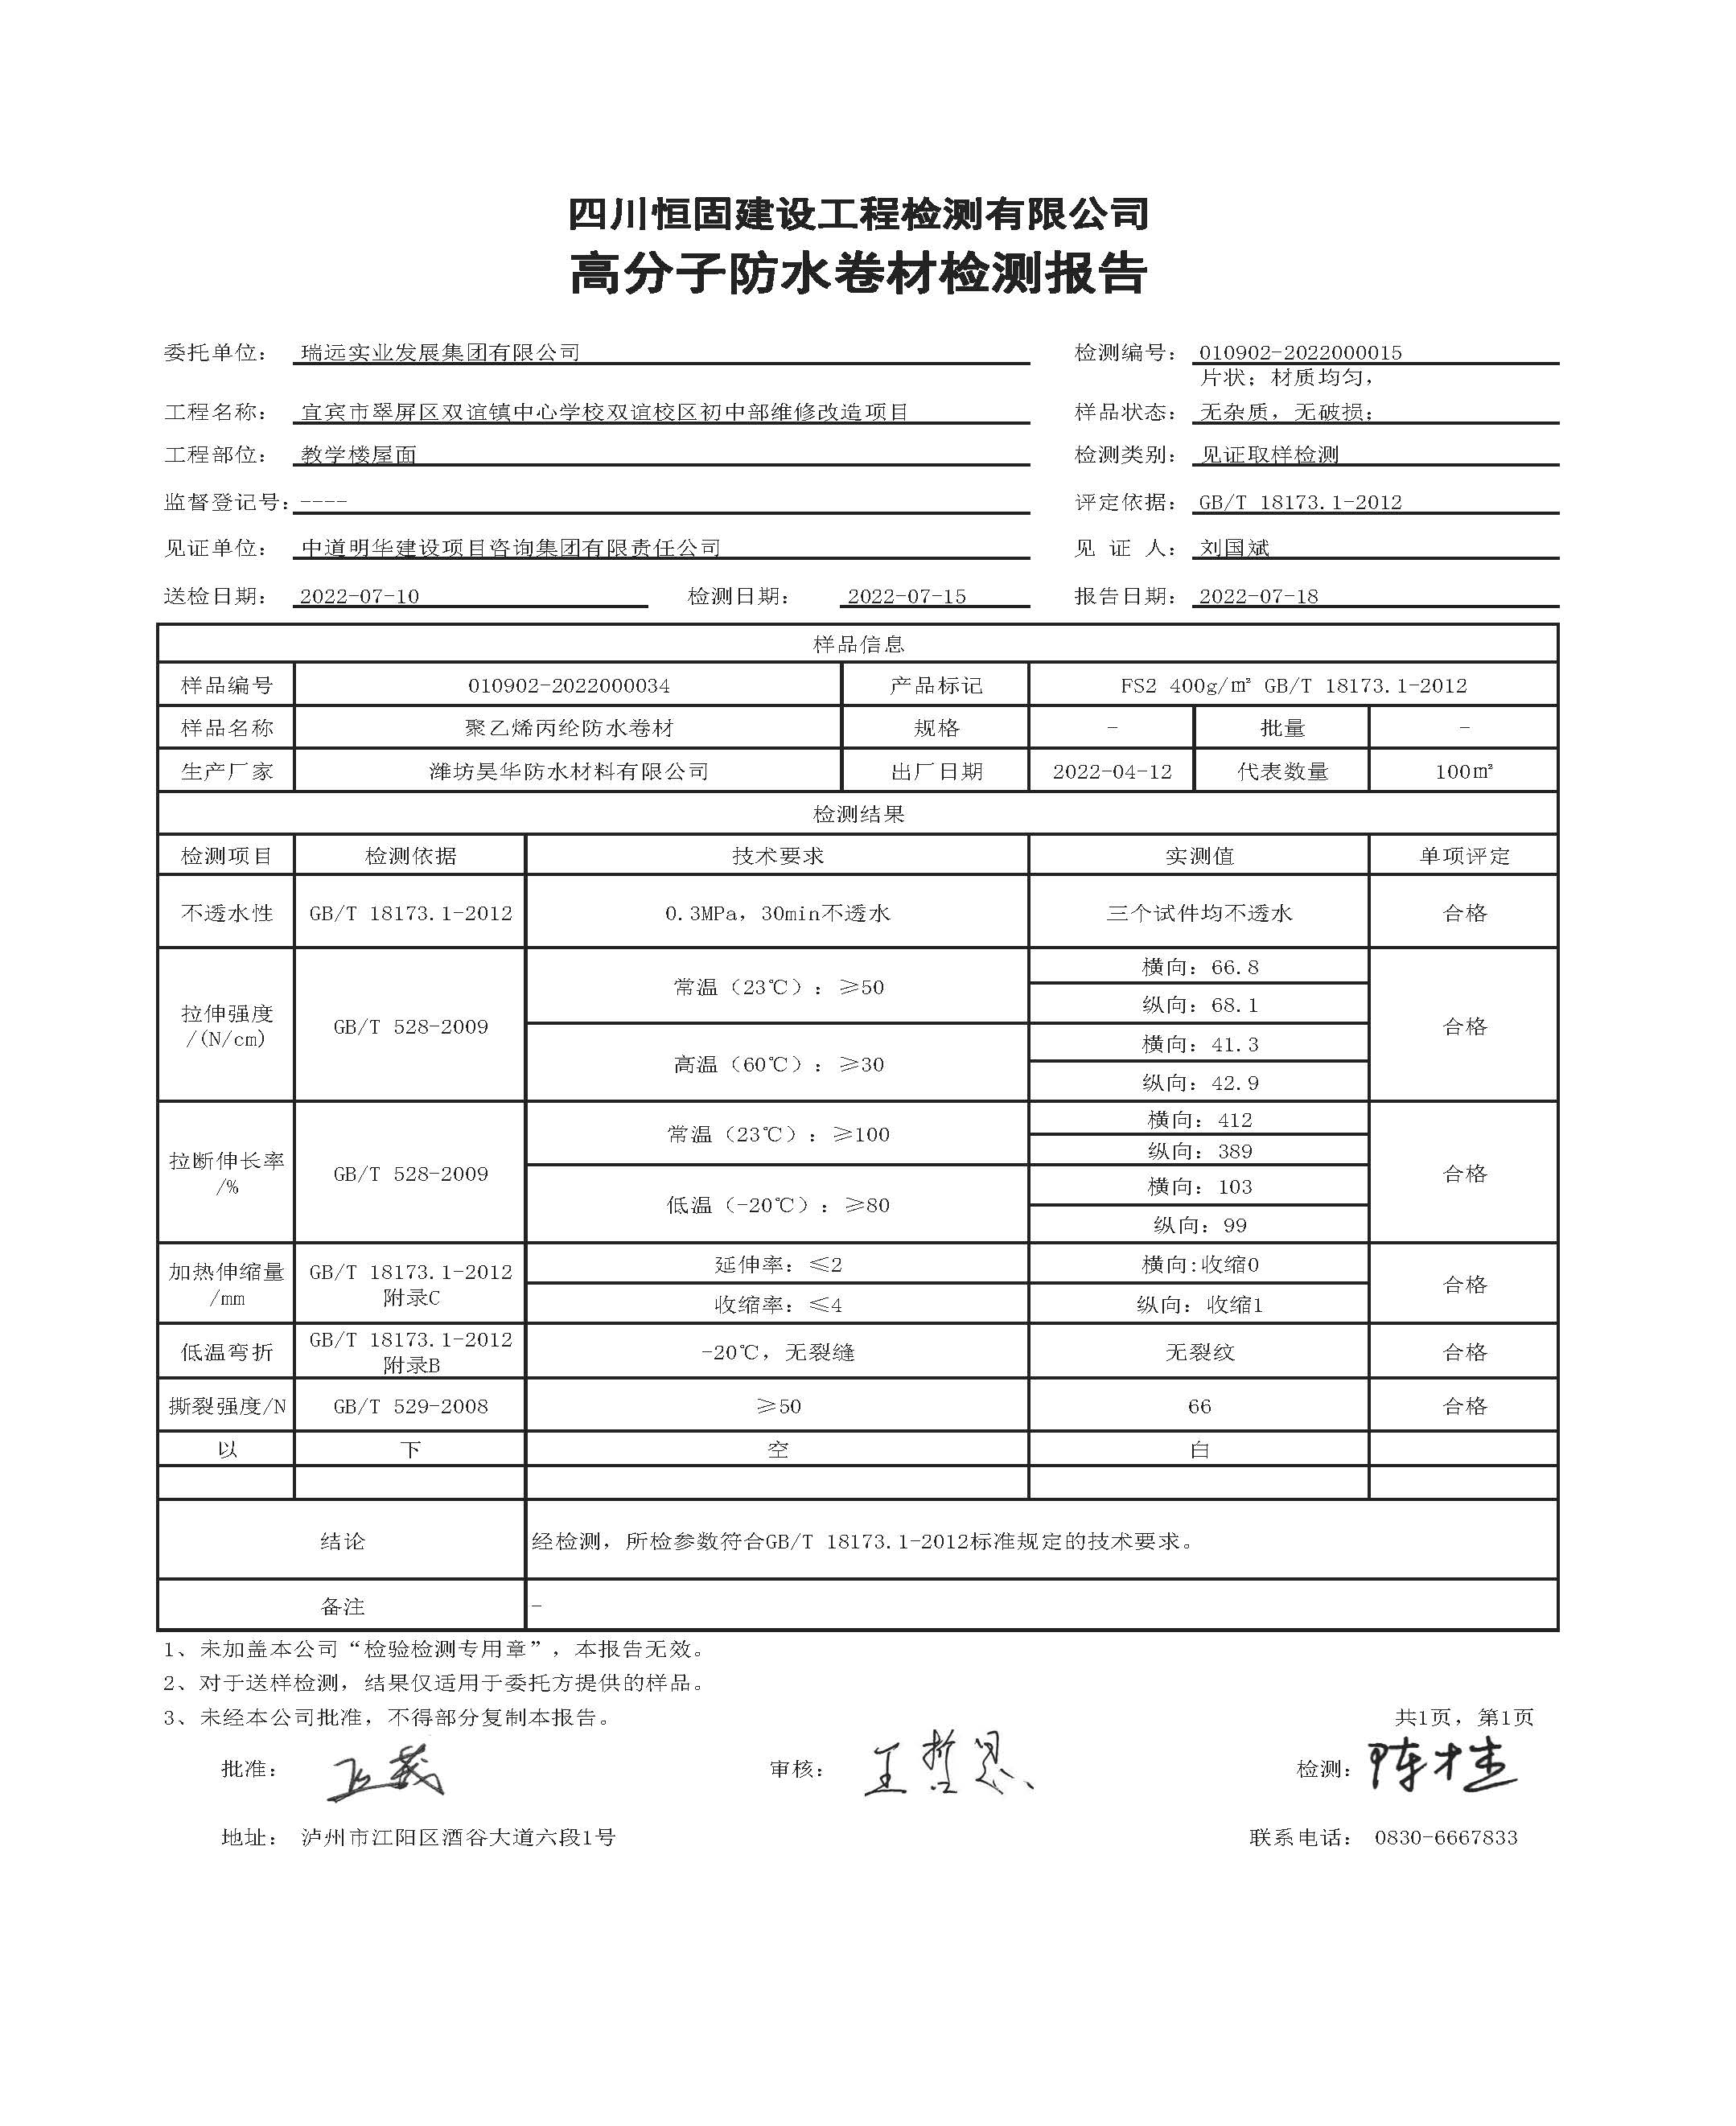 四川恒固建设工程检测有限公司
高分子防水卷材检测报告
委托单位： 瑞远实业发展集团有限公司 检测编号： 010902-2022000015
片状；材质均匀，
工程名称： 宜宾市翠屏区双谊镇中心学校双谊校区初中部维修改造项目 样品状态： 无杂质，无破损；
工程部位： 教学楼屋面 检测类别： 见证取样检测
监督登记号： ---- 评定依据： GB/T 18173.1-2012
见证单位： 中道明华建设项目咨询集团有限责任公司 见 证 人： 刘国斌
送检日期： 2022-07-10 检测日期： 2022-07-15 报告日期： 2022-07-18
样品信息
样品编号 010902-2022000034 产品标记 FS2 400g/㎡ GB/T 18173.1-2012
样品名称 聚乙烯丙纶防水卷材 规格 - 批量 -
生产厂家 潍坊昊华防水材料有限公司 出厂日期 2022-04-12 代表数量 100㎡
检测结果
检测项目 检测依据 技术要求 实测值 单项评定
不透水性 GB/T 18173.1-2012 0.3MPa，30min不透水 三个试件均不透水 合格
拉伸强度
/(N/cm)
GB/T 528-2009
常温（23℃）：≥50
横向：66.8
纵向：68.1
高温（60℃）：≥30
横向：41.3
纵向：42.9
合格
拉断伸长率
/%
GB/T 528-2009
常温（23℃）：≥100
横向：412
纵向：389
低温（-20℃）：≥80
横向：103
纵向：99
合格
加热伸缩量
/mm
GB/T 18173.1-2012
附录C
延伸率：≤2 横向:收缩0
收缩率：≤4 纵向：收缩1
合格
低温弯折
GB/T 18173.1-2012
附录B
-20℃，无裂缝 无裂纹 合格
撕裂强度/N GB/T 529-2008 ≥50 66 合格
以 下 空 白
结论 经检测，所检参数符合GB/T 18173.1-2012标准规定的技术要求。
备注 -
1、未加盖本公司“检验检测专用章”，本报告无效。
2、对于送样检测，结果仅适用于委托方提供的样品。
3、未经本公司批准，不得部分复制本报告。 共1页，第1页
批准： 审核： 检测：
地址： 泸州市江阳区酒谷大道六段1号 联系电话： 0830-6667833